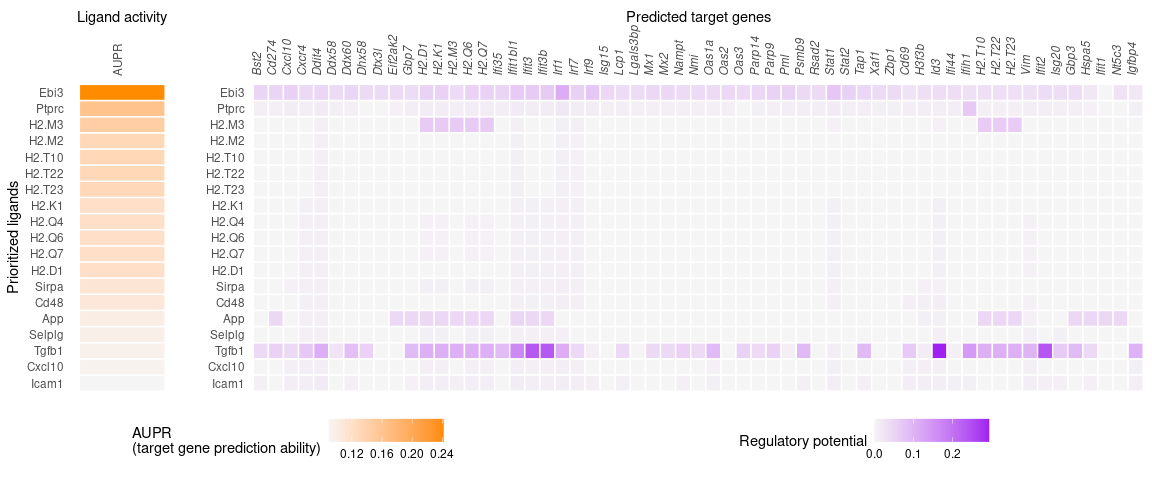 Ligand activity
Predicted target genes
AUPR
Bst2
Cd274
Cxcl10
Cxcr4
Ddit4
Ddx58
Ddx60
Dhx58
Dtx3l
Eif2ak2
Gbp7
H2.D1
H2.K1
H2.M3
H2.Q6
H2.Q7
Ifi35
Ifit1bl1
Ifit3
Ifit3b
Irf1
Irf7
Irf9
Isg15
Lcp1
Lgals3bp
Mx1
Mx2
Nampt
Nmi
Oas1a
Oas2
Oas3
Parp14
Parp9
Pml
Psmb9
Rsad2
Stat1
Stat2
Tap1
Xaf1
Zbp1
Cd69
H3f3b
Id3
Ifi44
Ifih1
H2.T10
H2.T22
H2.T23
Vim
Ifit2
Isg20
Gbp3
Hspa5
Ifit1
Nt5c3
Igfbp4
Prioritized ligands
Ebi3
Ptprc
H2.M3
H2.M2
H2.T10
H2.T22
H2.T23
H2.K1
H2.Q4
H2.Q6
H2.Q7
H2.D1
Sirpa
Cd48
App
Selplg
Tgfb1
Cxcl10
Icam1
Ebi3
Ptprc
H2.M3
H2.M2
H2.T10
H2.T22
H2.T23
H2.K1
H2.Q4
H2.Q6
H2.Q7
H2.D1
Sirpa
Cd48
App
Selplg
Tgfb1
Cxcl10
Icam1
AUPR
(target gene prediction ability)
0.12 0.16 0.20 0.24
Regulatory potential
0.0 0.1 0.2